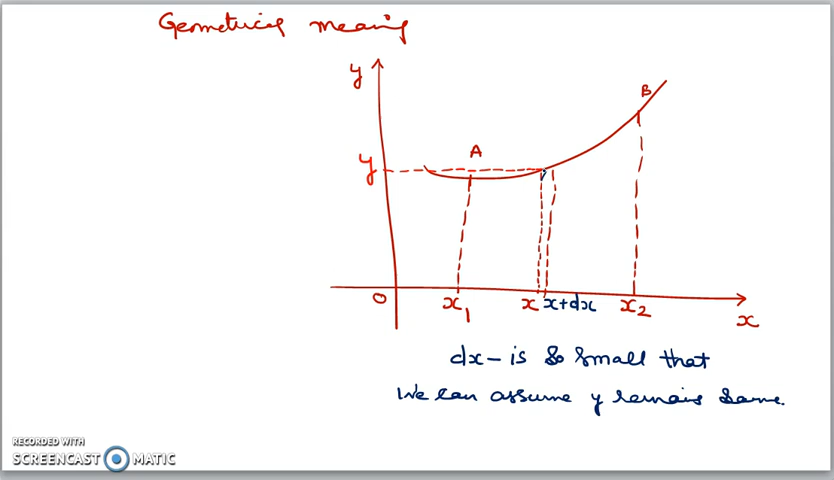 Geometrical meaning
y
B
A
y
O
x₁
x
x+dx
x₂
x
dx – is so small that
We can assume y remains same.
RECORDED WITH
SCREENCAST MATIC